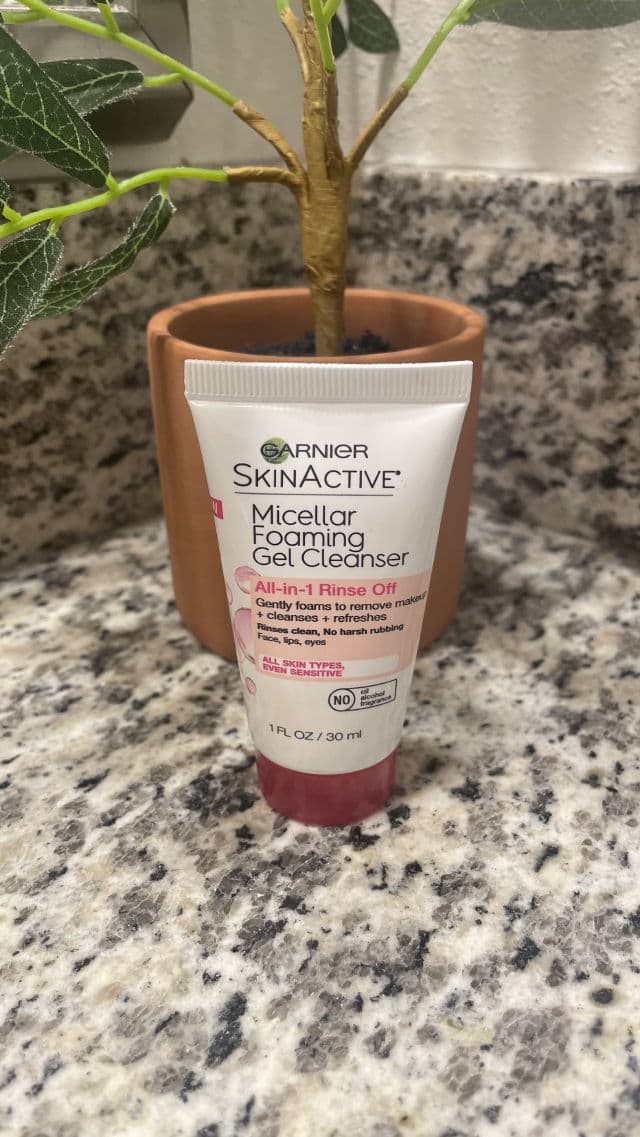 GARNIER
SKINACTIVE
Micellar
Foaming
Gel Cleanser
All-in-1 Rinse Off
Gently foams to remove makeup
+ cleanses + refreshes
Rinses clean, No harsh rubbing
Face, lips, eyes
ALL SKIN TYPES,
EVEN SENSITIVE
NO oil
alcohol
fragrance
1 FL OZ / 30 ml